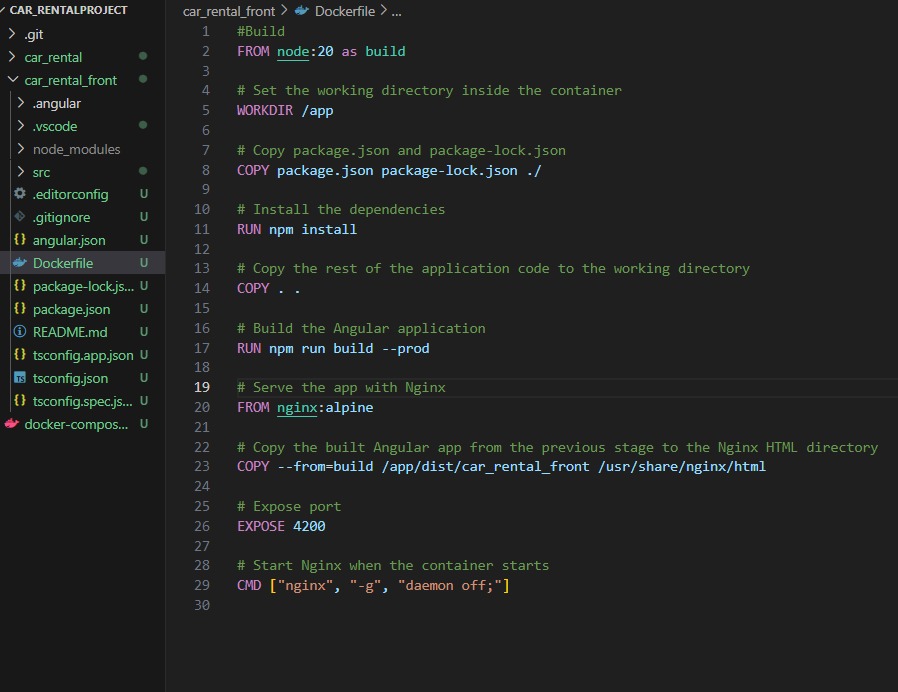 CAR_RENTALPROJECT
.git
car_rental
car_rental_front
.angular
.vscode
node_modules
src
.editorconfig U
.gitignore U
angular.json U
Dockerfile U
package-lock.js... U
package.json U
README.md U
tsconfig.app.json U
tsconfig.json U
tsconfig.spec.js... U
docker-compos... U
car_rental_front > Dockerfile > ...
1 #Build
2 FROM node:20 as build
3
4 # Set the working directory inside the container
5 WORKDIR /app
6
7 # Copy package.json and package-lock.json
8 COPY package.json package-lock.json ./
9
10 # Install the dependencies
11 RUN npm install
12
13 # Copy the rest of the application code to the working directory
14 COPY . .
15
16 # Build the Angular application
17 RUN npm run build --prod
18
19 # Serve the app with Nginx
20 FROM nginx:alpine
21
22 # Copy the built Angular app from the previous stage to the Nginx HTML directory
23 COPY --from=build /app/dist/car_rental_front /usr/share/nginx/html
24
25 # Expose port
26 EXPOSE 4200
27
28 # Start Nginx when the container starts
29 CMD ["nginx", "-g", "daemon off;"]
30